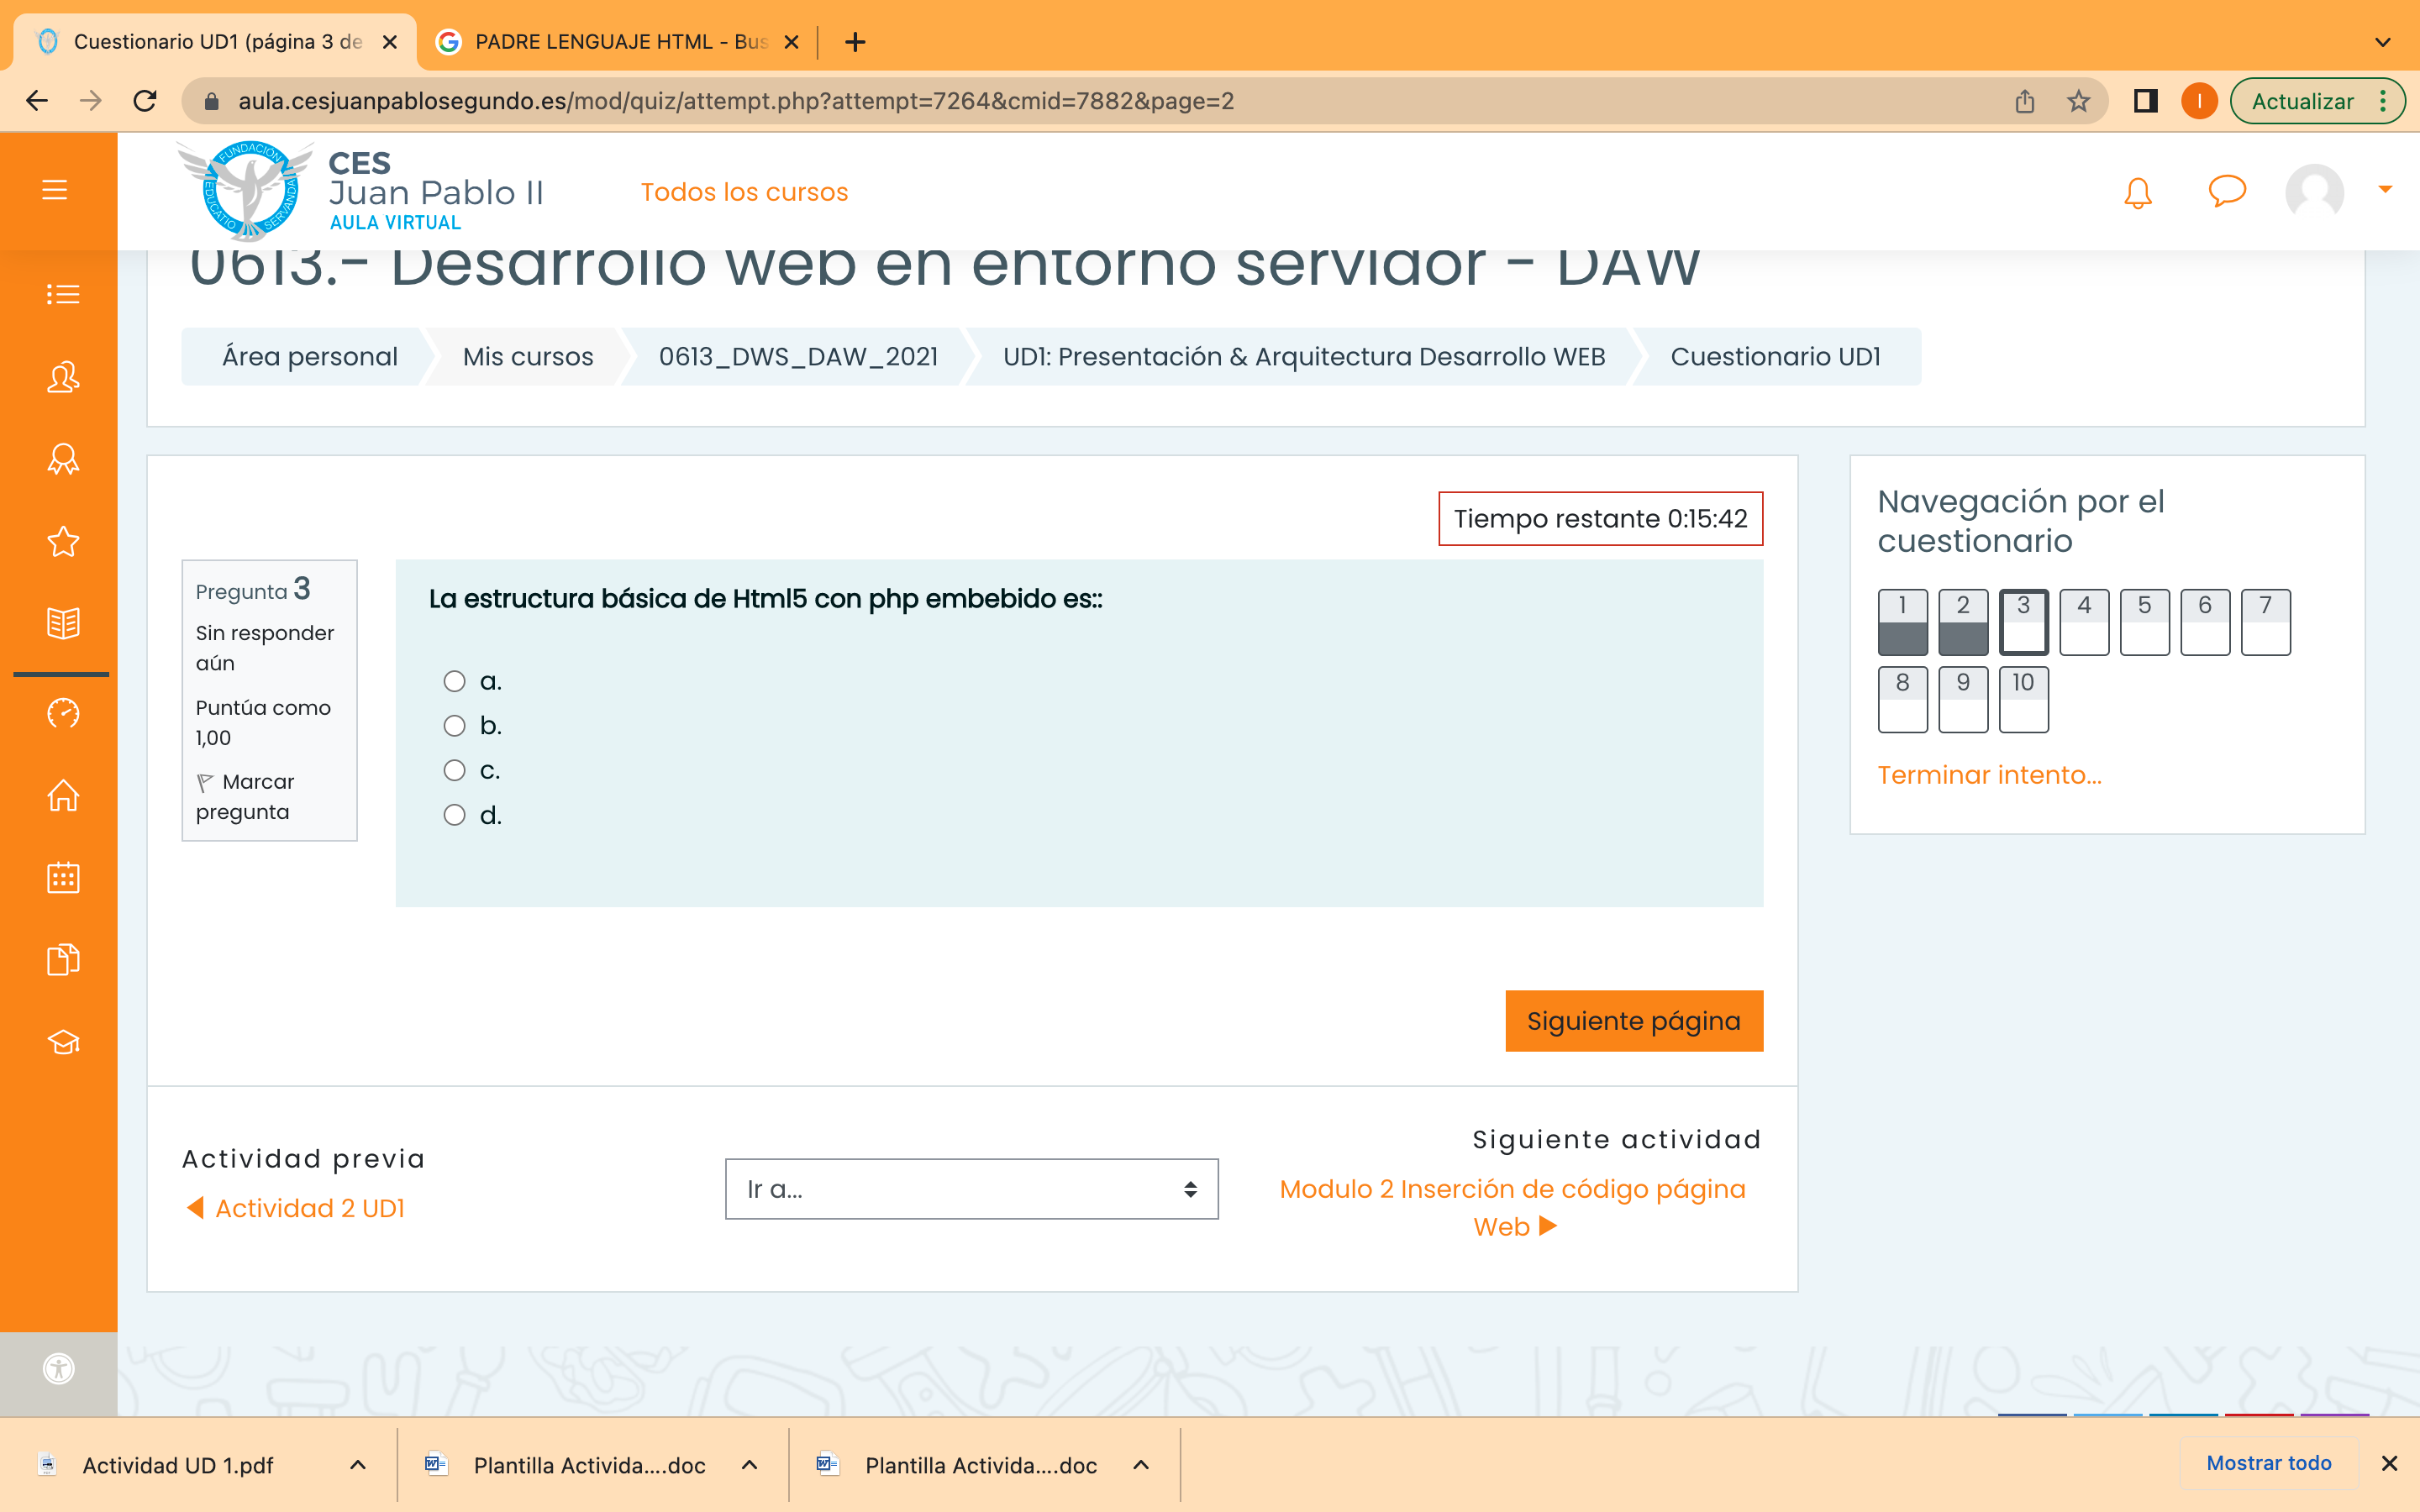 Cuestionario UD1 (página 3 de
PADRE LENGUAJE HTML - Bus
aula.cesjuanpablosegundo.es/mod/quiz/attempt.php?attempt=7264&cmid=7882&page=2
I
Actualizar
FUNDACIÓN
EDUCATIO SERVANDA
CES
Juan Pablo II
AULA VIRTUAL
Todos los cursos
0613.- Desarrollo web en entorno servidor - DAW
Área personal
Mis cursos
0613_DWS_DAW_2021
UD1: Presentación & Arquitectura Desarrollo WEB
Cuestionario UD1
Tiempo restante 0:15:42
Pregunta 3
Sin responder
aún
Puntúa como
1,00
Marcar
pregunta
La estructura básica de Html5 con php embebido es::
a.
b.
c.
d.
Siguiente página
Navegación por el
cuestionario
1 2 3 4 5 6 7
8 9 10
Terminar intento...
Actividad previa
Actividad 2 UD1
Ir a...
Siguiente actividad
Modulo 2 Inserción de código página
Web
Actividad UD 1.pdf
Plantilla Activida....doc
Plantilla Activida....doc
Mostrar todo